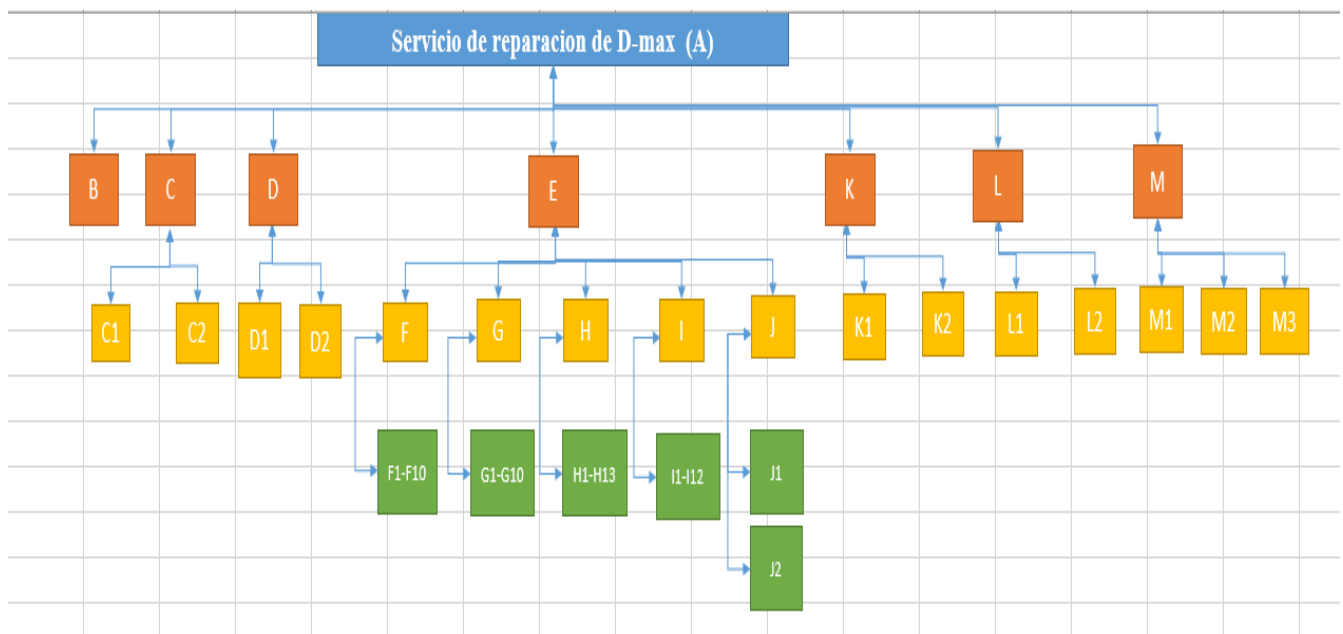 Servicio de reparacion de D-max (A)
B
C
D
E
K
L
M
C1
C2
D1
D2
F
G
H
I
J
K1
K2
L1
L2
M1
M2
M3
F1-F10
G1-G10
H1-H13
I1-I12
J1
J2